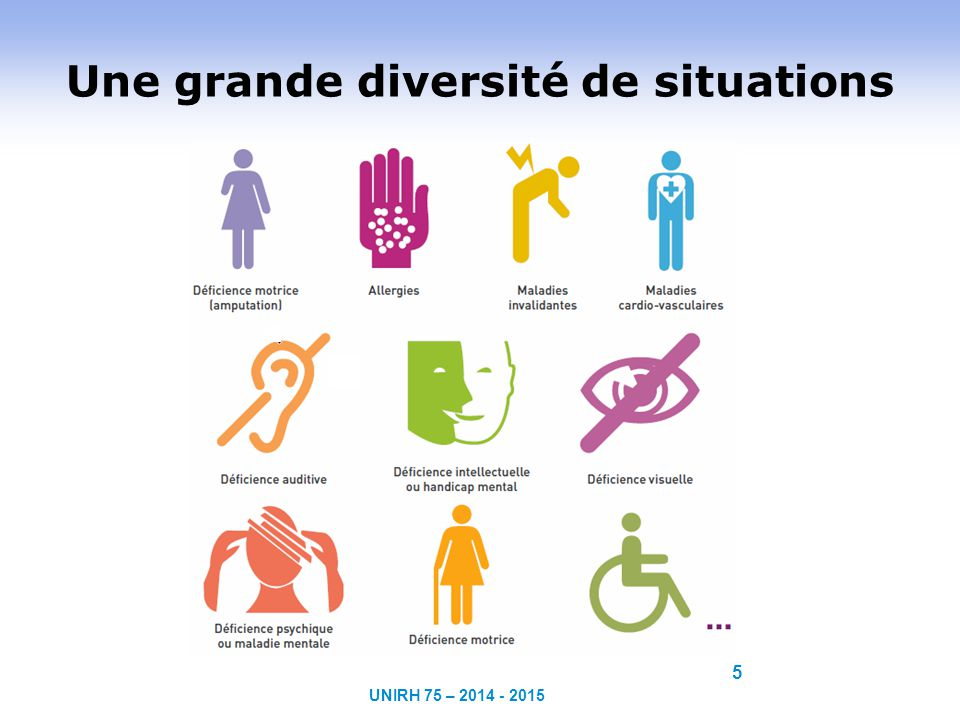 Une grande diversité de situations
Déficience motrice
(amputation)
Allergies
Maladies
invalidantes
Maladies
cardio-vasculaires
Déficience auditive
Déficience intellectuelle
ou handicap mental
Déficience visuelle
Déficience psychique
ou maladie mentale
Déficience motrice
...
5
UNIRH 75 – 2014 - 2015